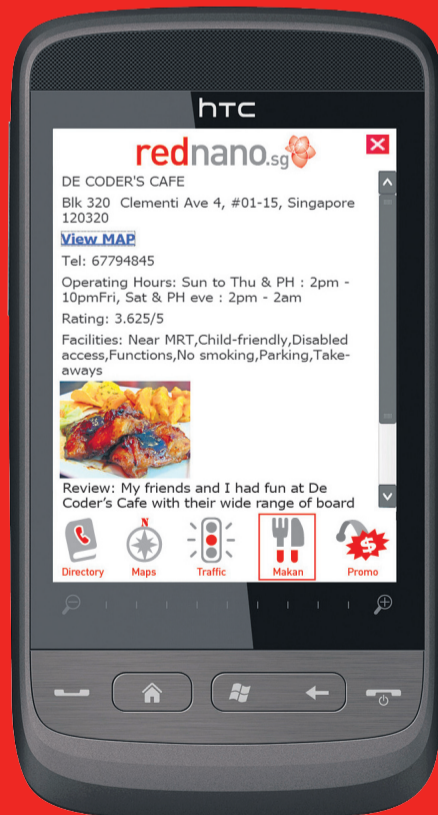 hTC
rednano.sg
DE CODER'S CAFE
Blk 320 Clementi Ave 4, #01-15, Singapore
120320
View MAP
Tel: 67794845
Operating Hours: Sun to Thu & PH : 2pm -
10pmFri, Sat & PH eve : 2pm - 2am
Rating: 3.625/5
Facilities: Near MRT,Child-friendly,Disabled
access,Functions,No smoking,Parking,Take-
aways
Review: My friends and I had fun at De
Coder's Cafe with their wide range of board
N
$
Directory Maps Traffic Makan Promo